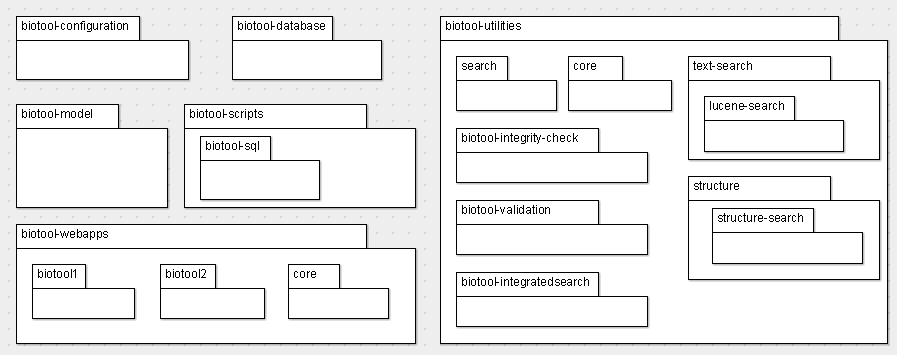 biotool-configuration
biotool-database
biotool-model
biotool-scripts
biotool-sql
biotool-webapps
biotool1
biotool2
core
biotool-utilities
search
core
text-search
lucene-search
biotool-integrity-check
biotool-validation
structure
structure-search
biotool-integratedsearch